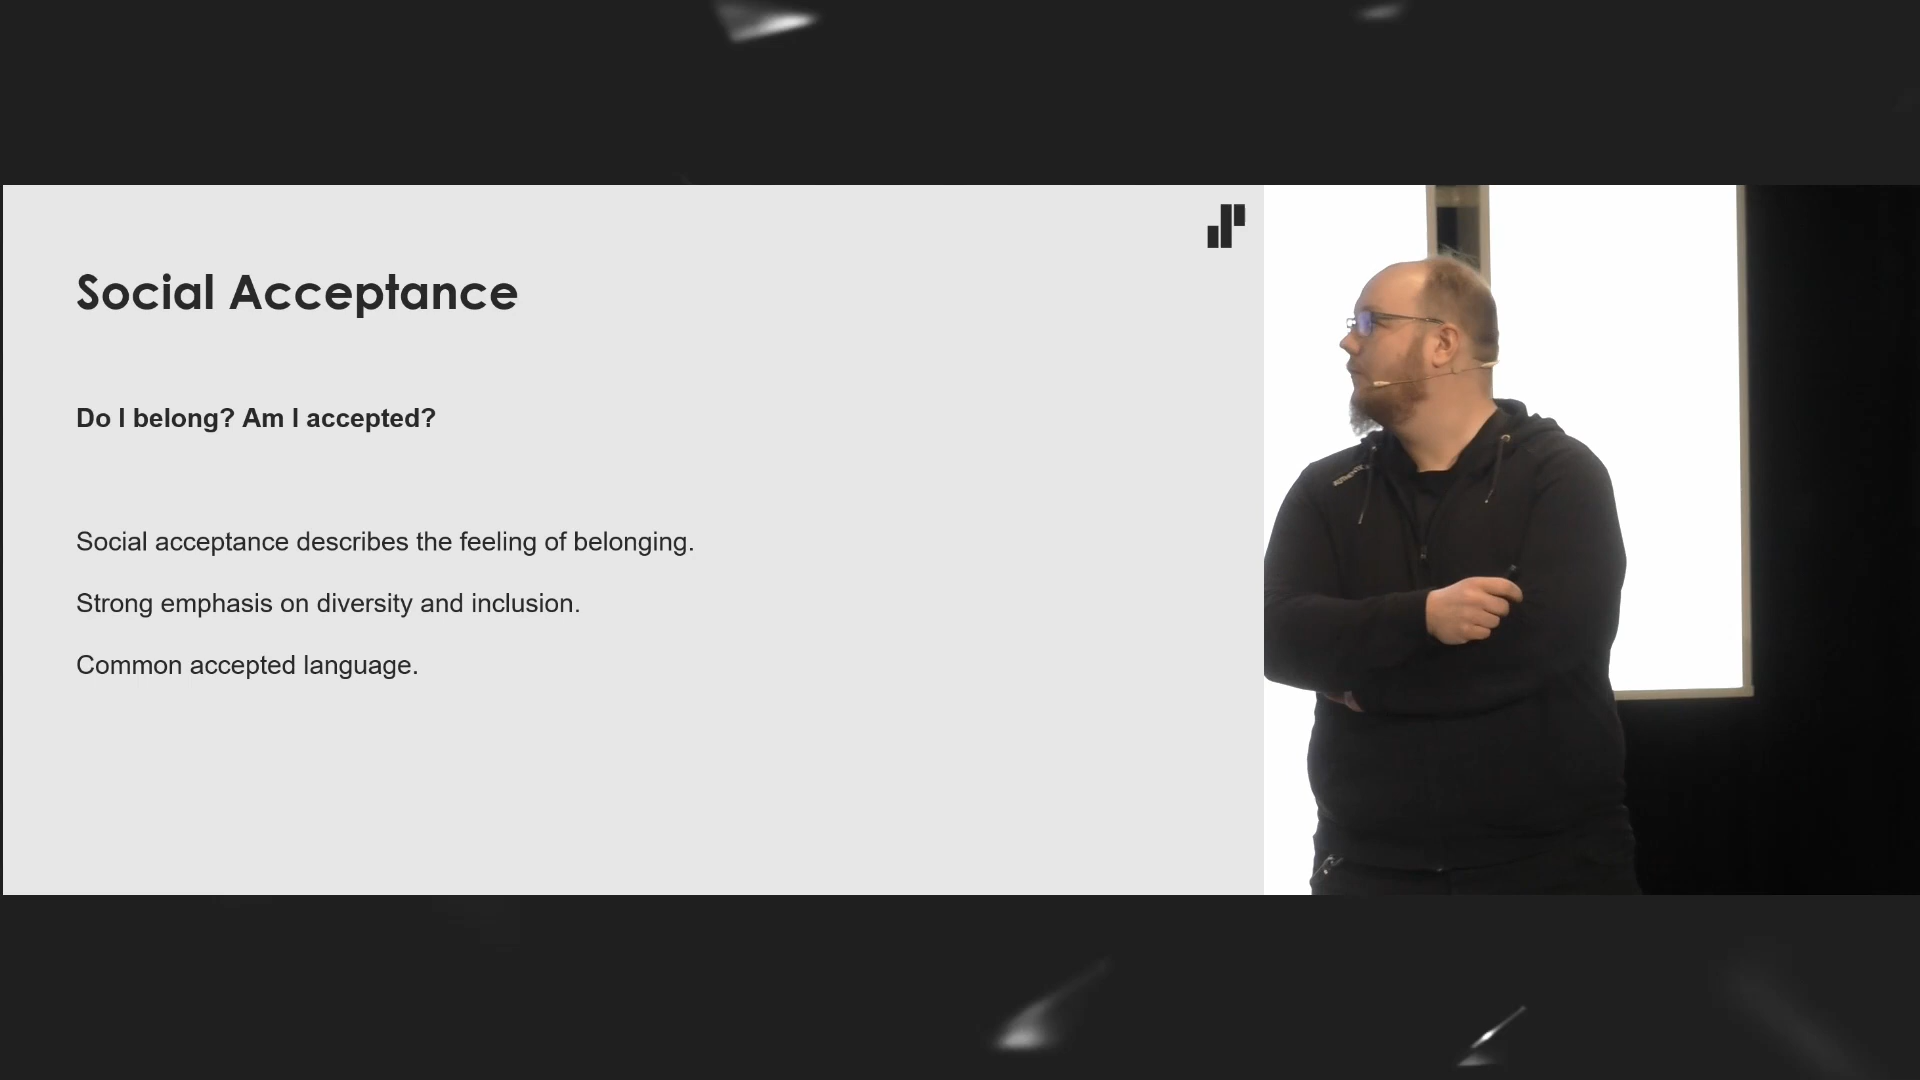 Social Acceptance
Do I belong? Am I accepted?
Social acceptance describes the feeling of belonging.
Strong emphasis on diversity and inclusion.
Common accepted language.